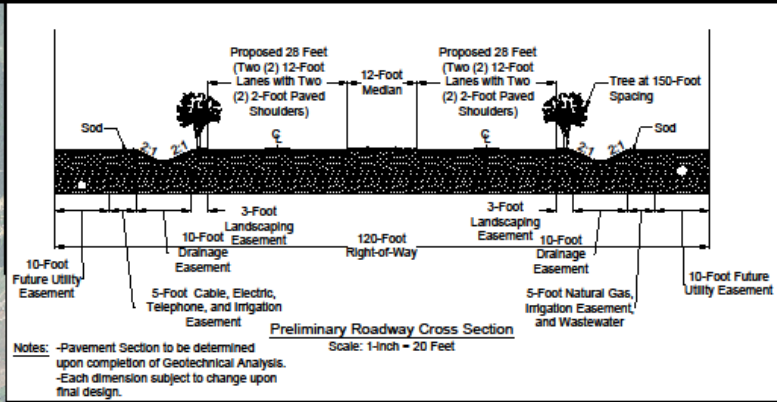 Proposed 28 Feet
(Two (2) 12-Foot
Lanes with Two
(2) 2-Foot Paved
Shoulders)
12-Foot
Median
Proposed 28 Feet
(Two (2) 12-Foot
Lanes with Two
(2) 2-Foot Paved
Shoulders)
Tree at 150-Foot
Spacing
Sod
2:1
2:1
℄
℄
2:1
2:1
Sod
3-Foot
Landscaping
Easement
3-Foot
Landscaping
Easement
10-Foot
Drainage
Easement
120-Foot
Right-of-Way
10-Foot
Drainage
Easement
10-Foot
Future Utility
Easement
10-Foot Future
Utility Easement
5-Foot Cable, Electric,
Telephone, and Irrigation
Easement
5-Foot Natural Gas,
Irrigation Easement,
and Wastewater
Preliminary Roadway Cross Section
Scale: 1-Inch = 20 Feet
Notes: -Pavement Section to be determined
upon completion of Geotechnical Analysis.
-Each dimension subject to change upon
final design.